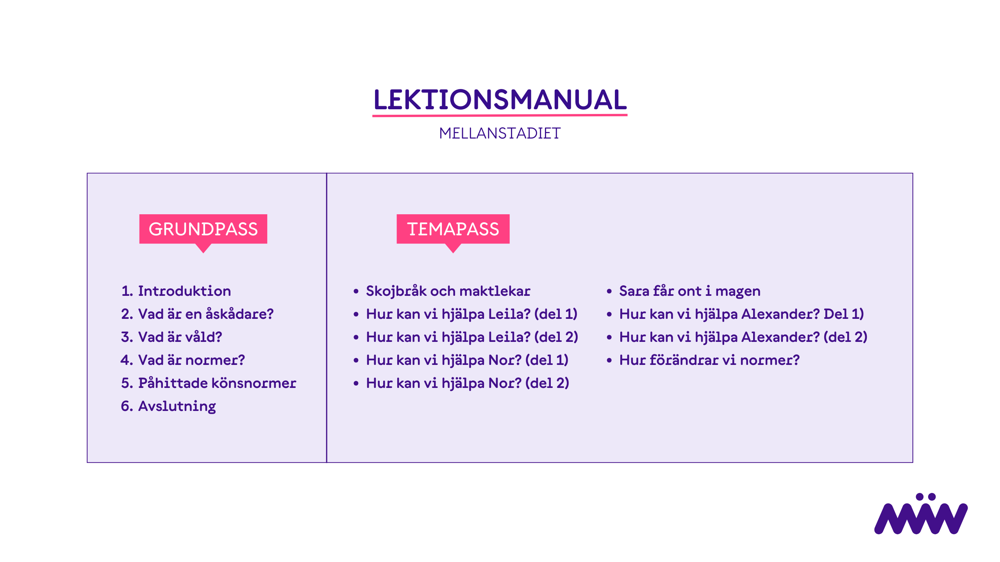 LEKTIONSMANUAL
MELLANSTADIET
GRUNDPASS
1. Introduktion
2. Vad är en åskådare?
3. Vad är våld?
4. Vad är normer?
5. Påhittade könsnormer
6. Avslutning
TEMAPASS
• Skojbråk och maktlekar
• Hur kan vi hjälpa Leila? (del 1)
• Hur kan vi hjälpa Leila? (del 2)
• Hur kan vi hjälpa Nor? (del 1)
• Hur kan vi hjälpa Nor? (del 2)
• Sara får ont i magen
• Hur kan vi hjälpa Alexander? Del 1)
• Hur kan vi hjälpa Alexander? (del 2)
• Hur förändrar vi normer?